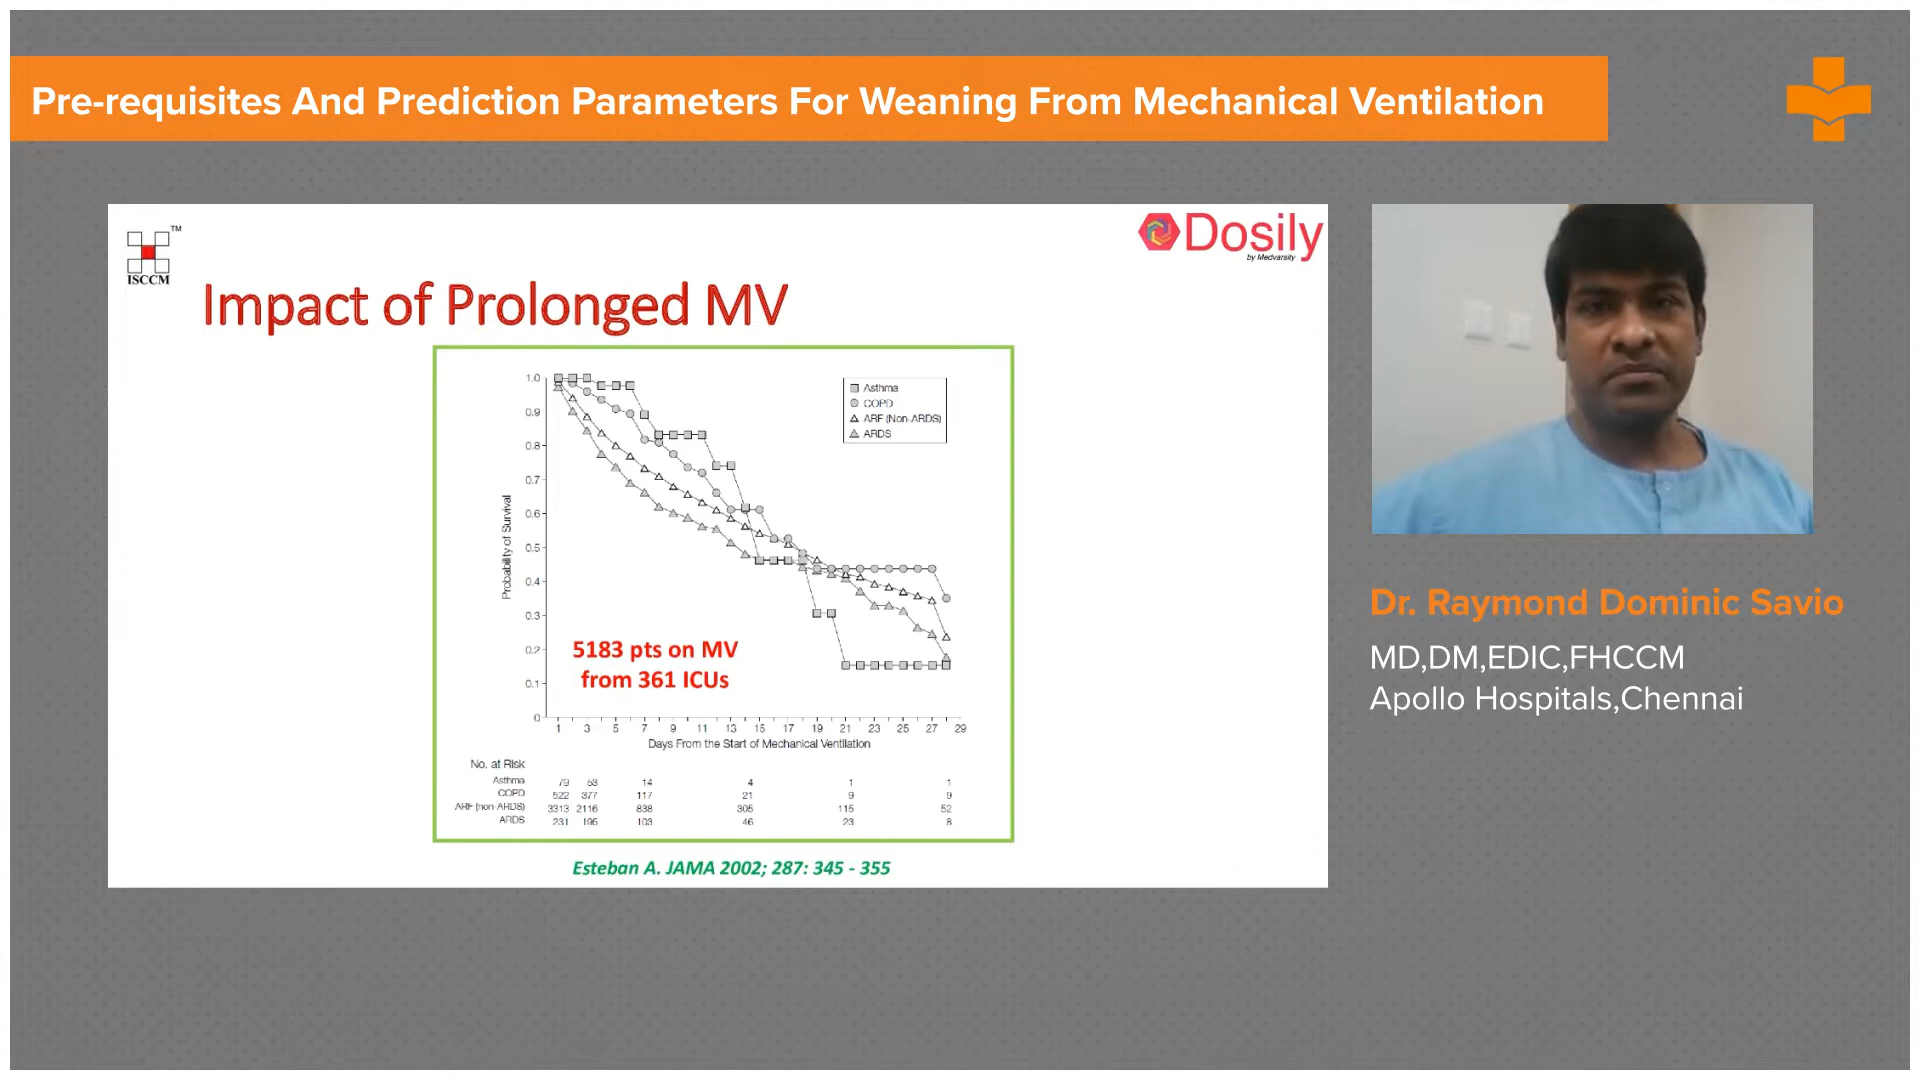 Pre-requisites And Prediction Parameters For Weaning From Mechanical Ventilation
TM
ISCCM
Dosily
by Medvarsity
Impact of Prolonged MV
1.0
0.9
0.8
0.7
0.6
0.5
0.4
0.3
0.2
0.1
0
Probability of Survival
Asthma
COPD
ARF (Non-ARDS)
ARDS
5183 pts on MV
from 361 ICUs
1 3 5 7 9 11 13 15 17 19 21 23 25 27 29
Days From the Start of Mechanical Ventilation
No. at Risk
Asthma 79 53 14 4 1 1
COPD 522 377 117 21 9 9
ARF (non-ARDS) 3313 2116 838 305 115 52
ARDS 231 195 103 46 23 8
Esteban A. JAMA 2002; 287: 345 - 355
Dr. Raymond Dominic Savio
MD,DM,EDIC,FHCCM
Apollo Hospitals,Chennai